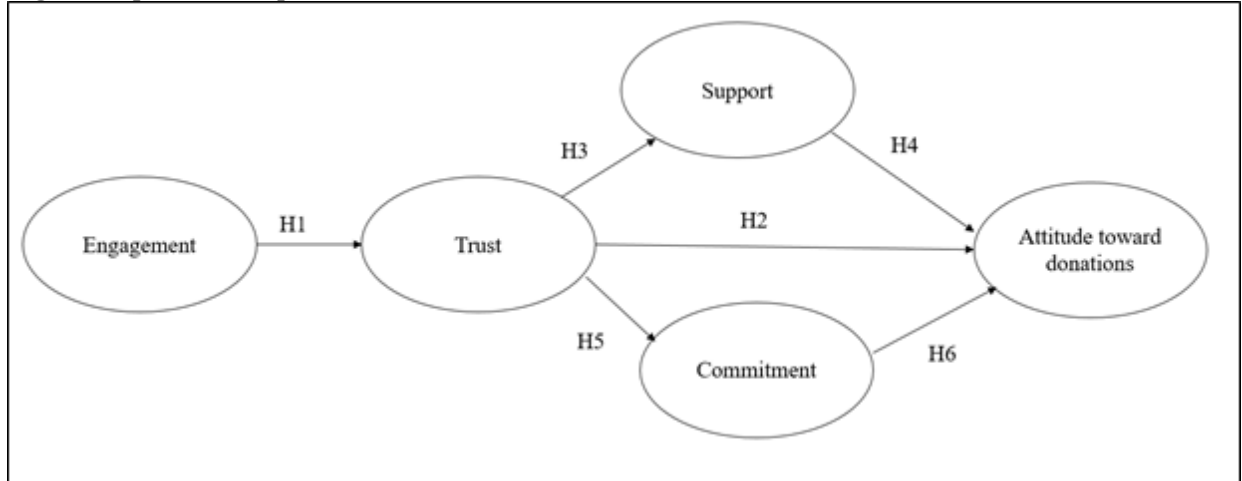 Support
H3
H4
H1
H2
Engagement
Trust
Attitude toward
donations
H5
H6
Commitment